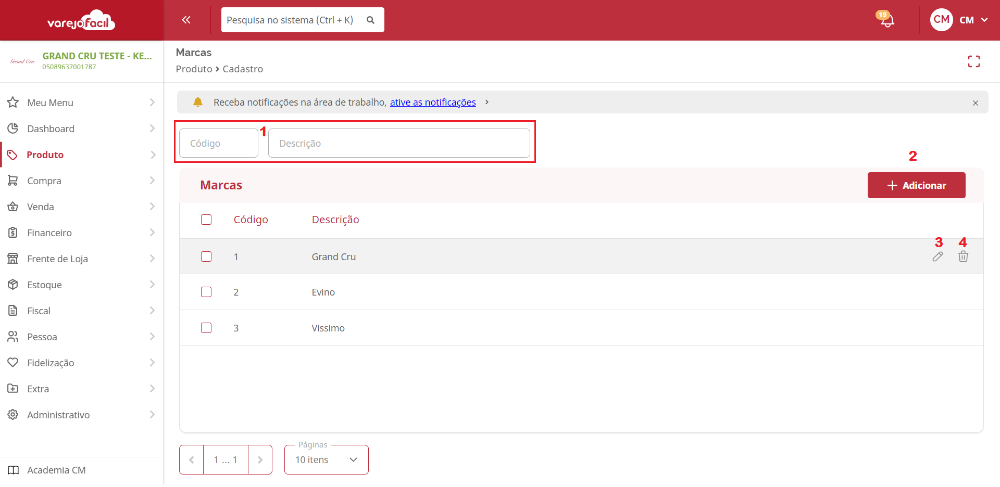 varejofacil
Pesquisa no sistema (Ctrl + K)
19
CM
CM
Grand Cru
GRAND CRU TESTE - KE...
05089637001787
Meu Menu
Dashboard
Produto
Compra
Venda
Financeiro
Frente de Loja
Estoque
Fiscal
Pessoa
Fidelização
Extra
Administrativo
Academia CM
Marcas
Produto > Cadastro
Receba notificações na área de trabalho, ative as notificações >
Código
1
Descrição
2
Marcas
+ Adicionar
Código Descrição
3 4
1 Grand Cru
2 Evino
3 Vissimo
Páginas
1 ... 1
10 itens